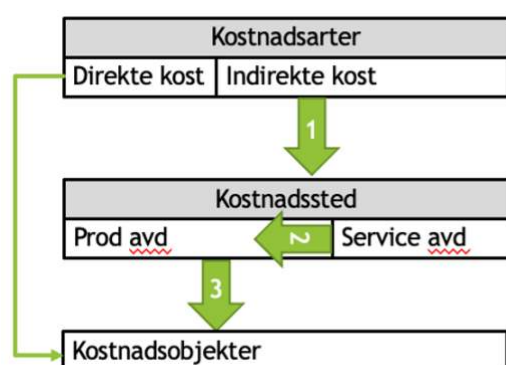 Kostnadsarter
Direkte kost Indirekte kost
1
Kostnadssted
Prod avd 2 Service avd
3
Kostnadsobjekter